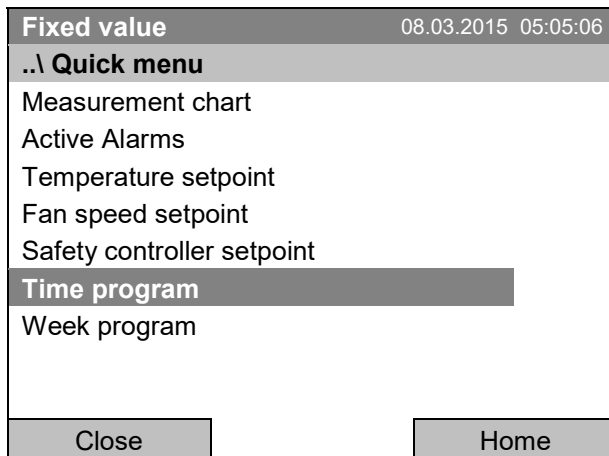 Fixed value 08.03.2015 05:05:06
..\ Quick menu
Measurement chart
Active Alarms
Temperature setpoint
Fan speed setpoint
Safety controller setpoint
Time program
Week program
Close Home